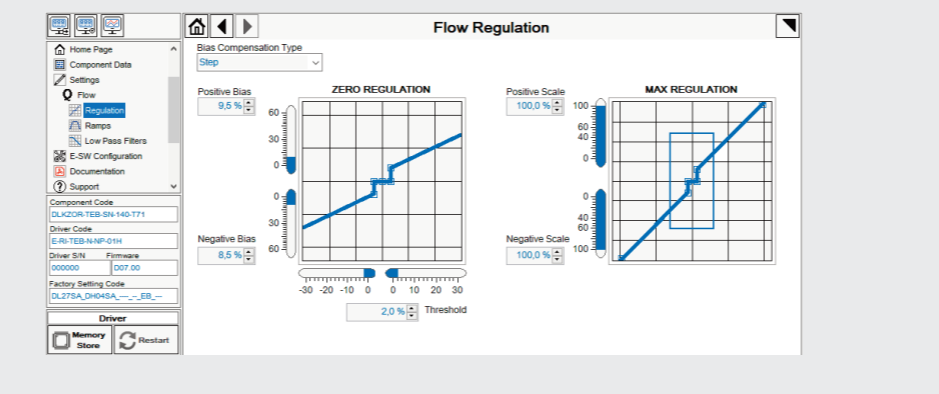 Flow Regulation
Home Page
Component Data
Settings
Flow
Regulation
Ramps
Low Pass Filters
E-SW Configuration
Documentation
Support
Component Code
DLKZOR-TEB-SN-140-T71
Driver Code
E-RI-TEB-N-NP-01H
Driver S/N Firmware
000000 D07.00
Factory Setting Code
DL27SA_DH04SA_---_-_EB_---
Driver
Memory
Store
Restart
Bias Compensation Type
Step
Positive Bias
9,5 %
ZERO REGULATION
60
30
0
0
30
60
Negative Bias
8,5 %
-30 -20 -10 0 0 10 20 30
2,0 % Threshold
Positive Scale
100,0 %
MAX REGULATION
100
60
40
0
0
40
60
100
Negative Scale
100,0 %